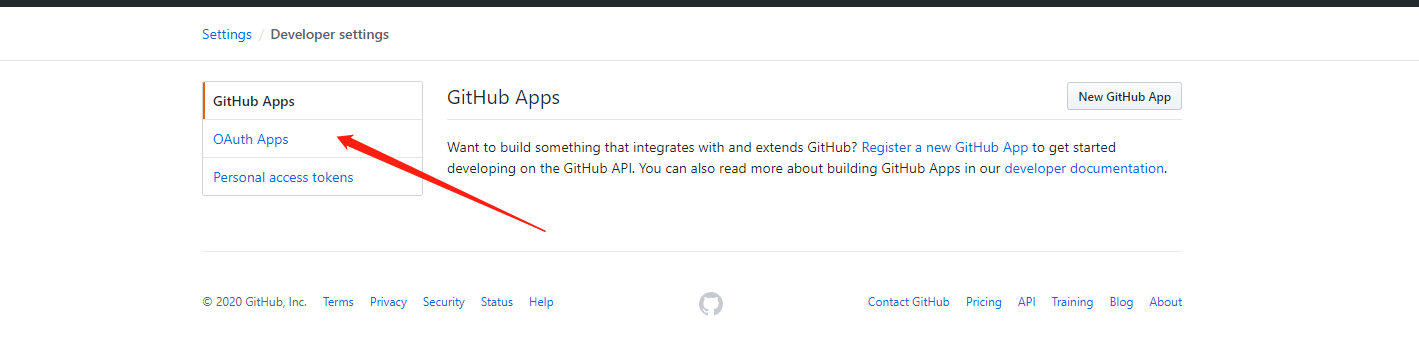 Settings / Developer settings
GitHub Apps
OAuth Apps
Personal access tokens
GitHub Apps
New GitHub App
Want to build something that integrates with and extends GitHub? Register a new GitHub App to get started
developing on the GitHub API. You can also read more about building GitHub Apps in our developer documentation.
© 2020 GitHub, Inc. Terms Privacy Security Status Help
Contact GitHub Pricing API Training Blog About